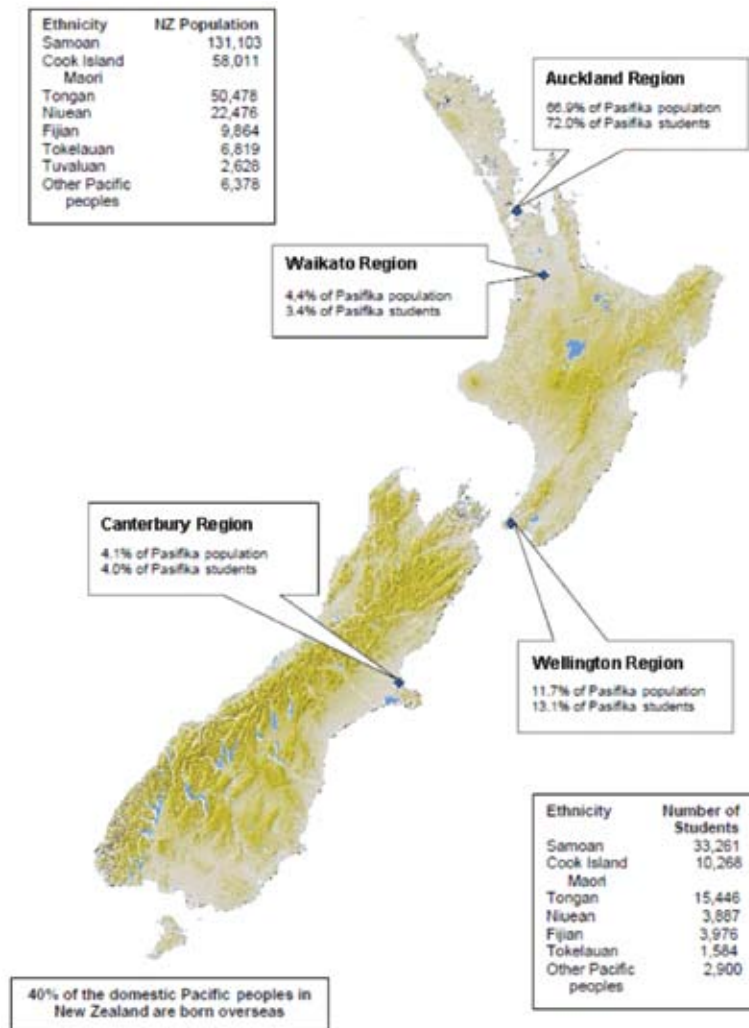 Ethnicity NZ Population
Samoan 131,103
Cook Island 58,011
Maori
Tongan 50,478
Niuean 22,476
Fijian 9,864
Tokelauan 6,819
Tuvaluan 2,628
Other Pacific 6,378
peoples
Auckland Region
66.9% of Pasifika population
72.0% of Pasifika students
Waikato Region
4.4% of Pasifika population
3.4% of Pasifika students
Canterbury Region
4.1% of Pasifika population
4.0% of Pasifika students
Wellington Region
11.7% of Pasifika population
13.1% of Pasifika students
Ethnicity Number of
Students
Samoan 33,261
Cook Island 10,268
Maori
Tongan 15,446
Niuean 3,887
Fijian 3,976
Tokelauan 1,584
Other Pacific 2,900
peoples
40% of the domestic Pacific peoples in
New Zealand are born overseas